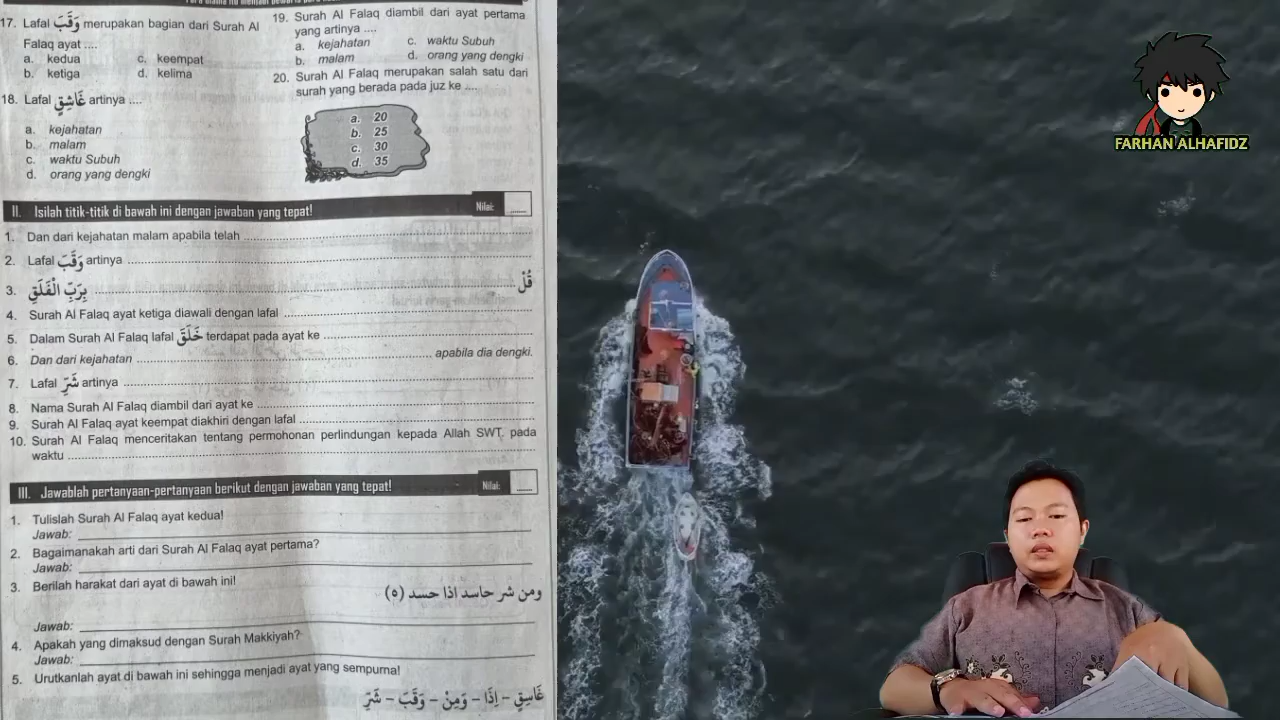 17. Lafal وَقَبَ merupakan bagian dari Surah Al
Falaq ayat ....
a. kedua
b. ketiga
c. keempat
d. kelima
18. Lafal غَاسِقٍ artinya ....
a. kejahatan
b. malam
c. waktu Subuh
d. orang yang dengki
19. Surah Al Falaq diambil dari ayat pertama
yang artinya ....
a. kejahatan
b. malam
c. waktu Subuh
d. orang yang dengki
20. Surah Al Falaq merupakan salah satu dari
surah yang berada pada juz ke ....
a. 20
b. 25
c. 30
d. 35
II. Isilah titik-titik di bawah ini dengan jawaban yang tepat! Nilai: ......
1. Dan dari kejahatan malam apabila telah ....................
2. Lafal وَقَبَ artinya ....................
3. قُلْ .................... بِرَبِّ الْفَلَقِ
4. Surah Al Falaq ayat ketiga diawali dengan lafal ....................
5. Dalam Surah Al Falaq lafal خَلَقَ terdapat pada ayat ke ....................
6. Dan dari kejahatan .................... apabila dia dengki.
7. Lafal شَرِّ artinya ....................
8. Nama Surah Al Falaq diambil dari ayat ke ....................
9. Surah Al Falaq ayat keempat diakhiri dengan lafal ....................
10. Surah Al Falaq menceritakan tentang permohonan perlindungan kepada Allah SWT. pada
waktu ....................
III. Jawablah pertanyaan-pertanyaan berikut dengan jawaban yang tepat! Nilai: ......
1. Tulislah Surah Al Falaq ayat kedua!
Jawab:
2. Bagaimanakah arti dari Surah Al Falaq ayat pertama?
Jawab:
3. Berilah harakat dari ayat di bawah ini!
ومن شر حاسد اذا حسد (٥)
Jawab:
4. Apakah yang dimaksud dengan Surah Makkiyah?
Jawab:
5. Urutkanlah ayat di bawah ini sehingga menjadi ayat yang sempurna!
غَاسِقٍ – إِذَا – وَمِنْ – وَقَبَ – شَرِّ
FARHAN ALHAFIDZ